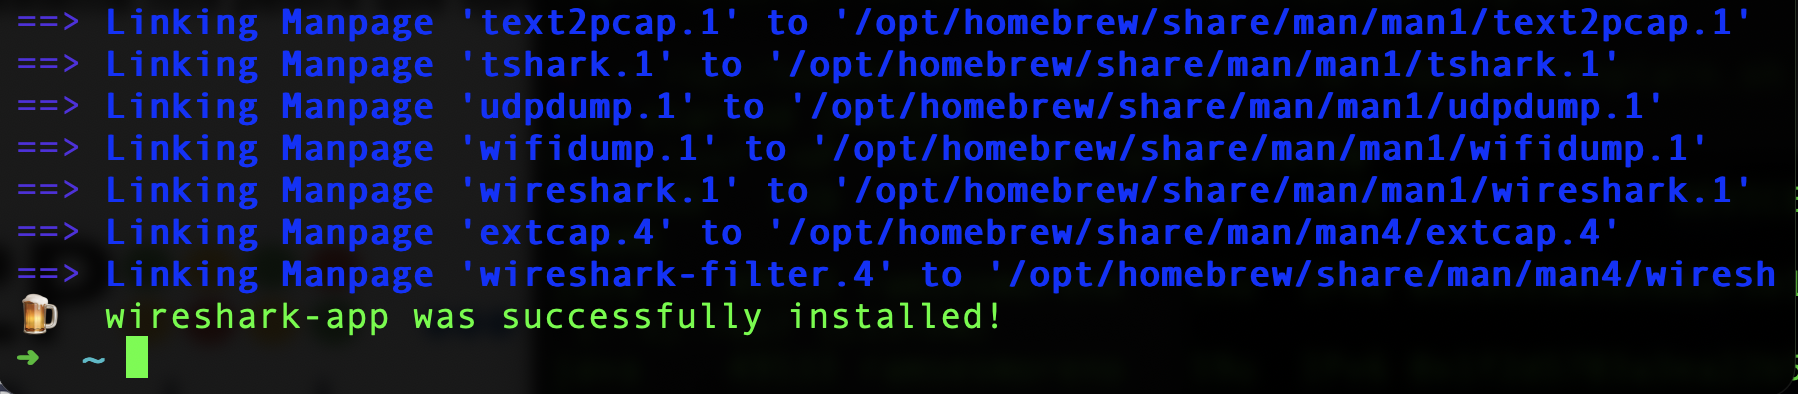 ==> Linking Manpage 'text2pcap.1' to '/opt/homebrew/share/man/man1/text2pcap.1'
==> Linking Manpage 'tshark.1' to '/opt/homebrew/share/man/man1/tshark.1'
==> Linking Manpage 'udpdump.1' to '/opt/homebrew/share/man/man1/udpdump.1'
==> Linking Manpage 'wifidump.1' to '/opt/homebrew/share/man/man1/wifidump.1'
==> Linking Manpage 'wireshark.1' to '/opt/homebrew/share/man/man1/wireshark.1'
==> Linking Manpage 'extcap.4' to '/opt/homebrew/share/man/man4/extcap.4'
==> Linking Manpage 'wireshark-filter.4' to '/opt/homebrew/share/man/man4/wiresh
🍺 wireshark-app was successfully installed!
➜ ~